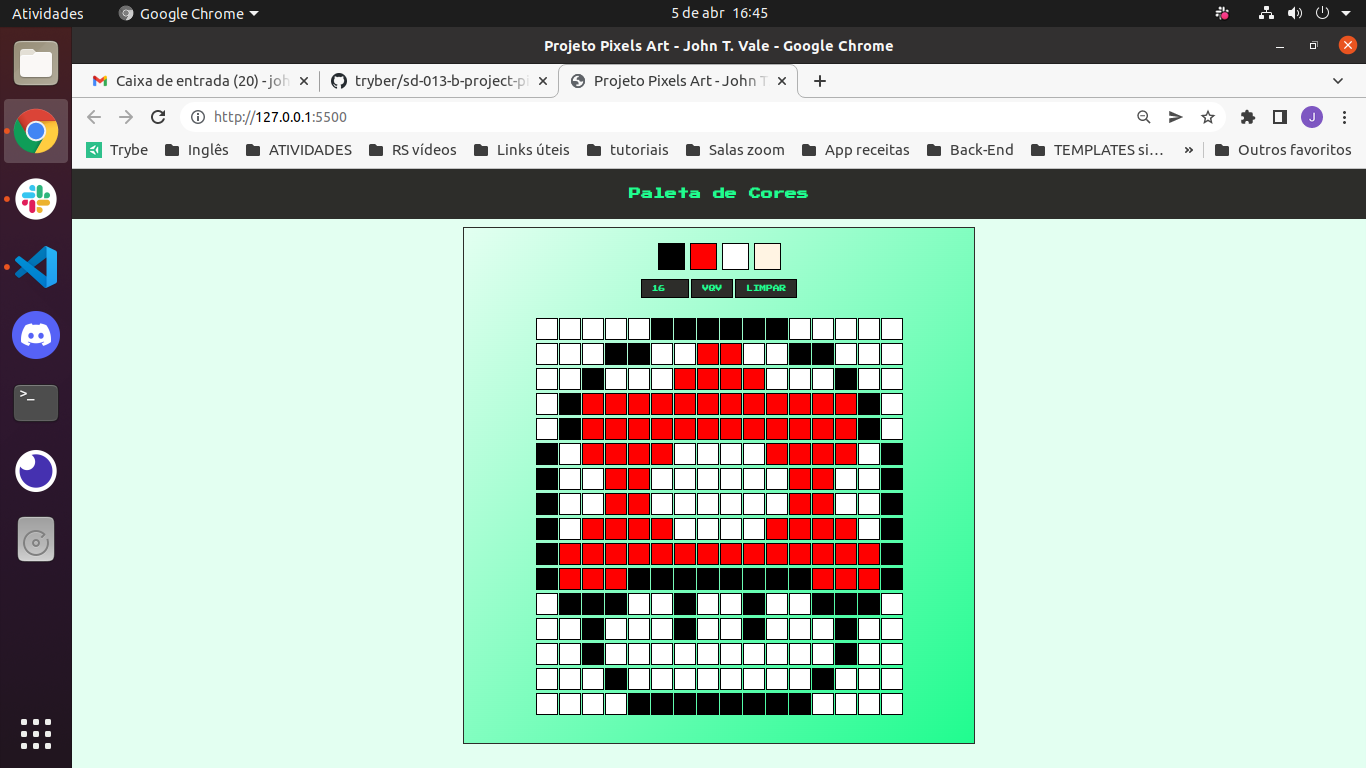 Atividades Google Chrome 5 de abr 16:45
Projeto Pixels Art - John T. Vale - Google Chrome
Caixa de entrada (20) - joh tryber/sd-013-b-project-pi Projeto Pixels Art - John T.
http://127.0.0.1:5500 J
Trybe Inglês ATIVIDADES RS vídeos Links úteis tutoriais Salas zoom App receitas Back-End TEMPLATES si… » Outros favoritos
Paleta de Cores
16 VQV LIMPAR
>_